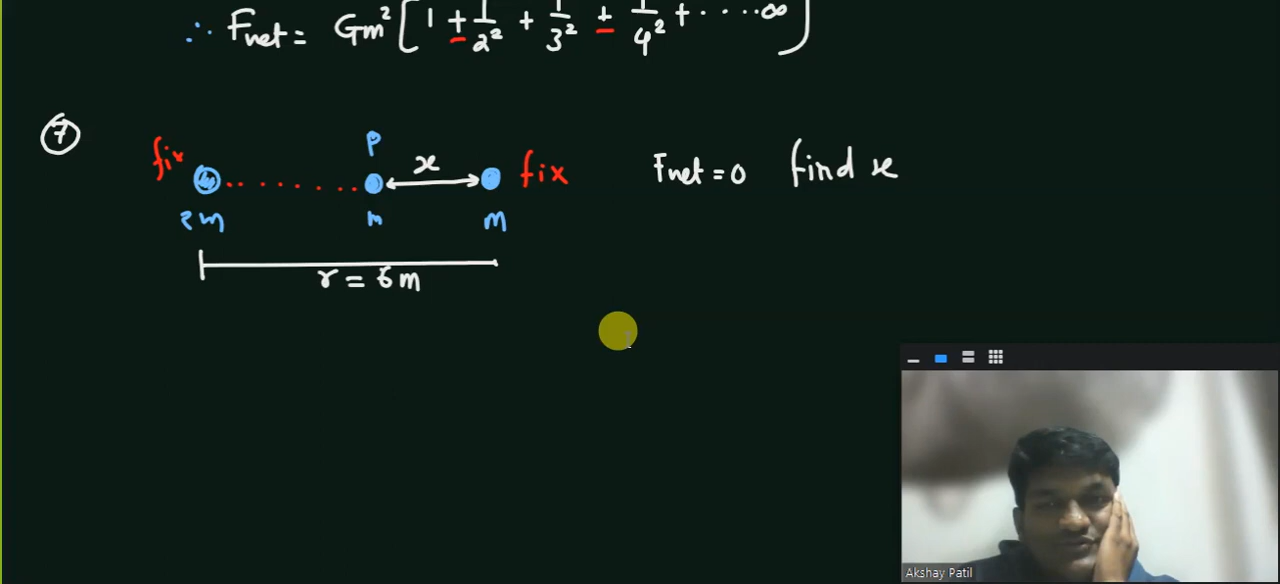 ∴ Fnet = Gm² [ 1 + 1/2² + 1/3² + 1/4² + ....∞ ]
⑦
fix P x fix Fnet = 0 find x
2m m m
r = 6m
Akshay Patil